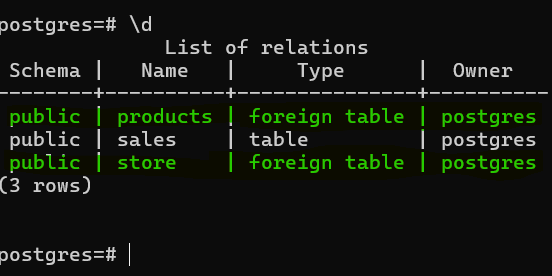 postgres=# \d
List of relations
Schema | Name | Type | Owner
--------+----------+---------------+----------
public | products | foreign table | postgres
public | sales | table | postgres
public | store | foreign table | postgres
(3 rows)
postgres=#